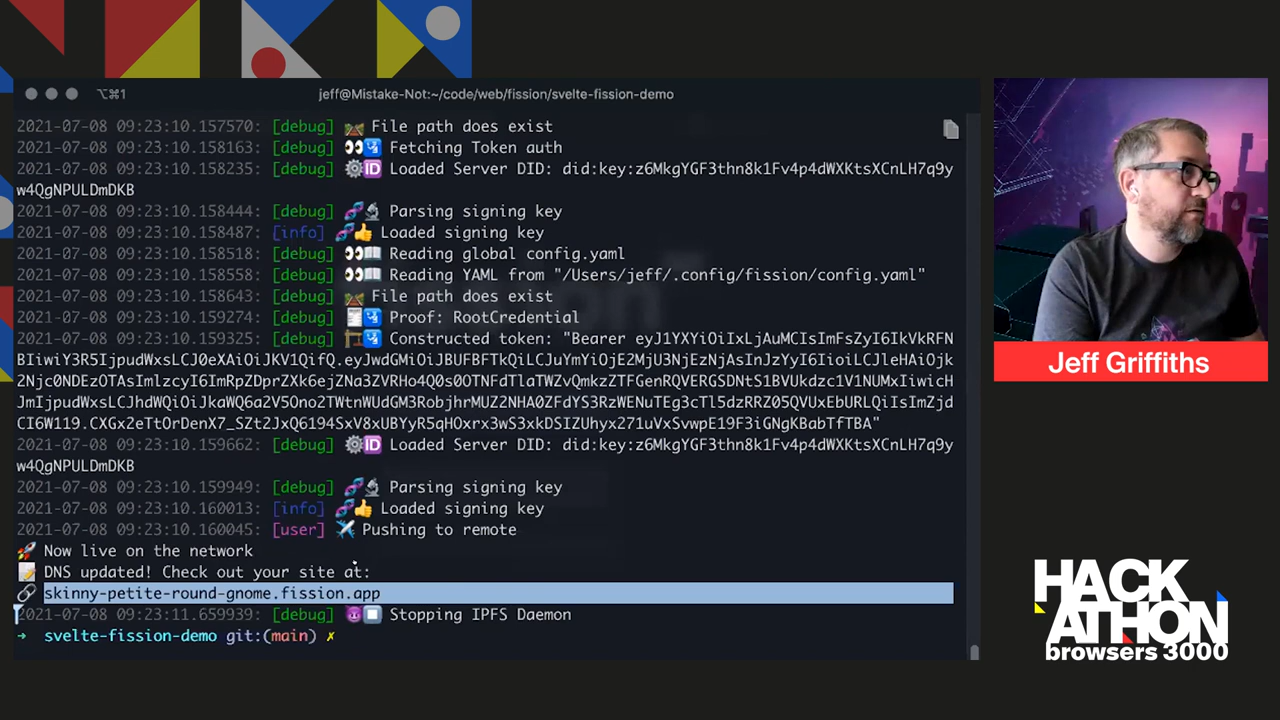 ⌥⌘1
jeff@Mistake-Not:~/code/web/fission/svelte-fission-demo
2021-07-08 09:23:10.157570: [debug] File path does exist
2021-07-08 09:23:10.158163: [debug] Fetching Token auth
2021-07-08 09:23:10.158235: [debug] Loaded Server DID: did:key:z6MkgYGF3thn8k1Fv4p4dWXKtsXCnLH7q9y
w4QgNPULDmDKB
2021-07-08 09:23:10.158444: [debug] Parsing signing key
2021-07-08 09:23:10.158487: [info] Loaded signing key
2021-07-08 09:23:10.158518: [debug] Reading global config.yaml
2021-07-08 09:23:10.158558: [debug] Reading YAML from "/Users/jeff/.config/fission/config.yaml"
2021-07-08 09:23:10.158643: [debug] File path does exist
2021-07-08 09:23:10.159274: [debug] Proof: RootCredential
2021-07-08 09:23:10.159325: [debug] Constructed token: "Bearer
2021-07-08 09:23:10.159662: [debug] Loaded Server DID: did:key:z6MkgYGF3thn8k1Fv4p4dWXKtsXCnLH7q9y
w4QgNPULDmDKB
2021-07-08 09:23:10.159949: [debug] Parsing signing key
2021-07-08 09:23:10.160013: [info] Loaded signing key
2021-07-08 09:23:10.160045: [user] Pushing to remote
Now live on the network
DNS updated! Check out your site at:
skinny-petite-round-gnome.fission.app
2021-07-08 09:23:11.659939: [debug] Stopping IPFS Daemon
svelte-fission-demo git:(main) ✗
Jeff Griffiths
HACK
ATHON
browsers 3000